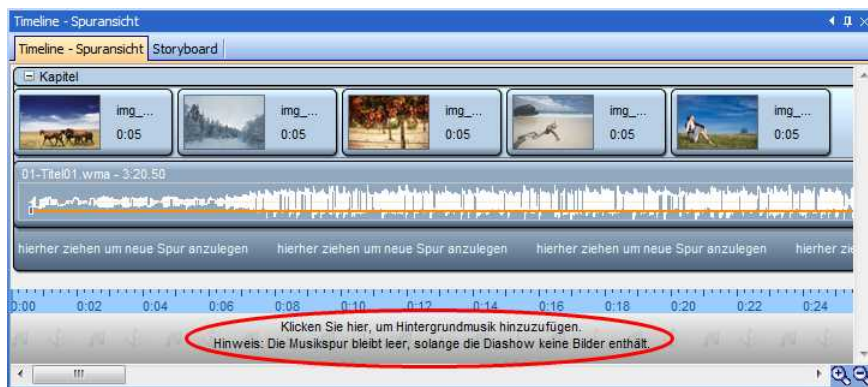 Timeline - Spuransicht
Timeline - Spuransicht Storyboard
Kapitel
img_... img_... img_... img_... img_...
0:05 0:05 0:05 0:05 0:05
01-Titel01.wma - 3:20.50
hierher ziehen um neue Spur anzulegen hierher ziehen um neue Spur anzulegen hierher ziehen um neue Spur anzulegen hierher zie
0:00 0:02 0:04 0:06 0:08 0:10 0:12 0:14 0:16 0:18 0:20 0:22 0:24
Klicken Sie hier, um Hintergrundmusik hinzuzufügen.
Hinweis: Die Musikspur bleibt leer, solange die Diashow keine Bilder enthält.